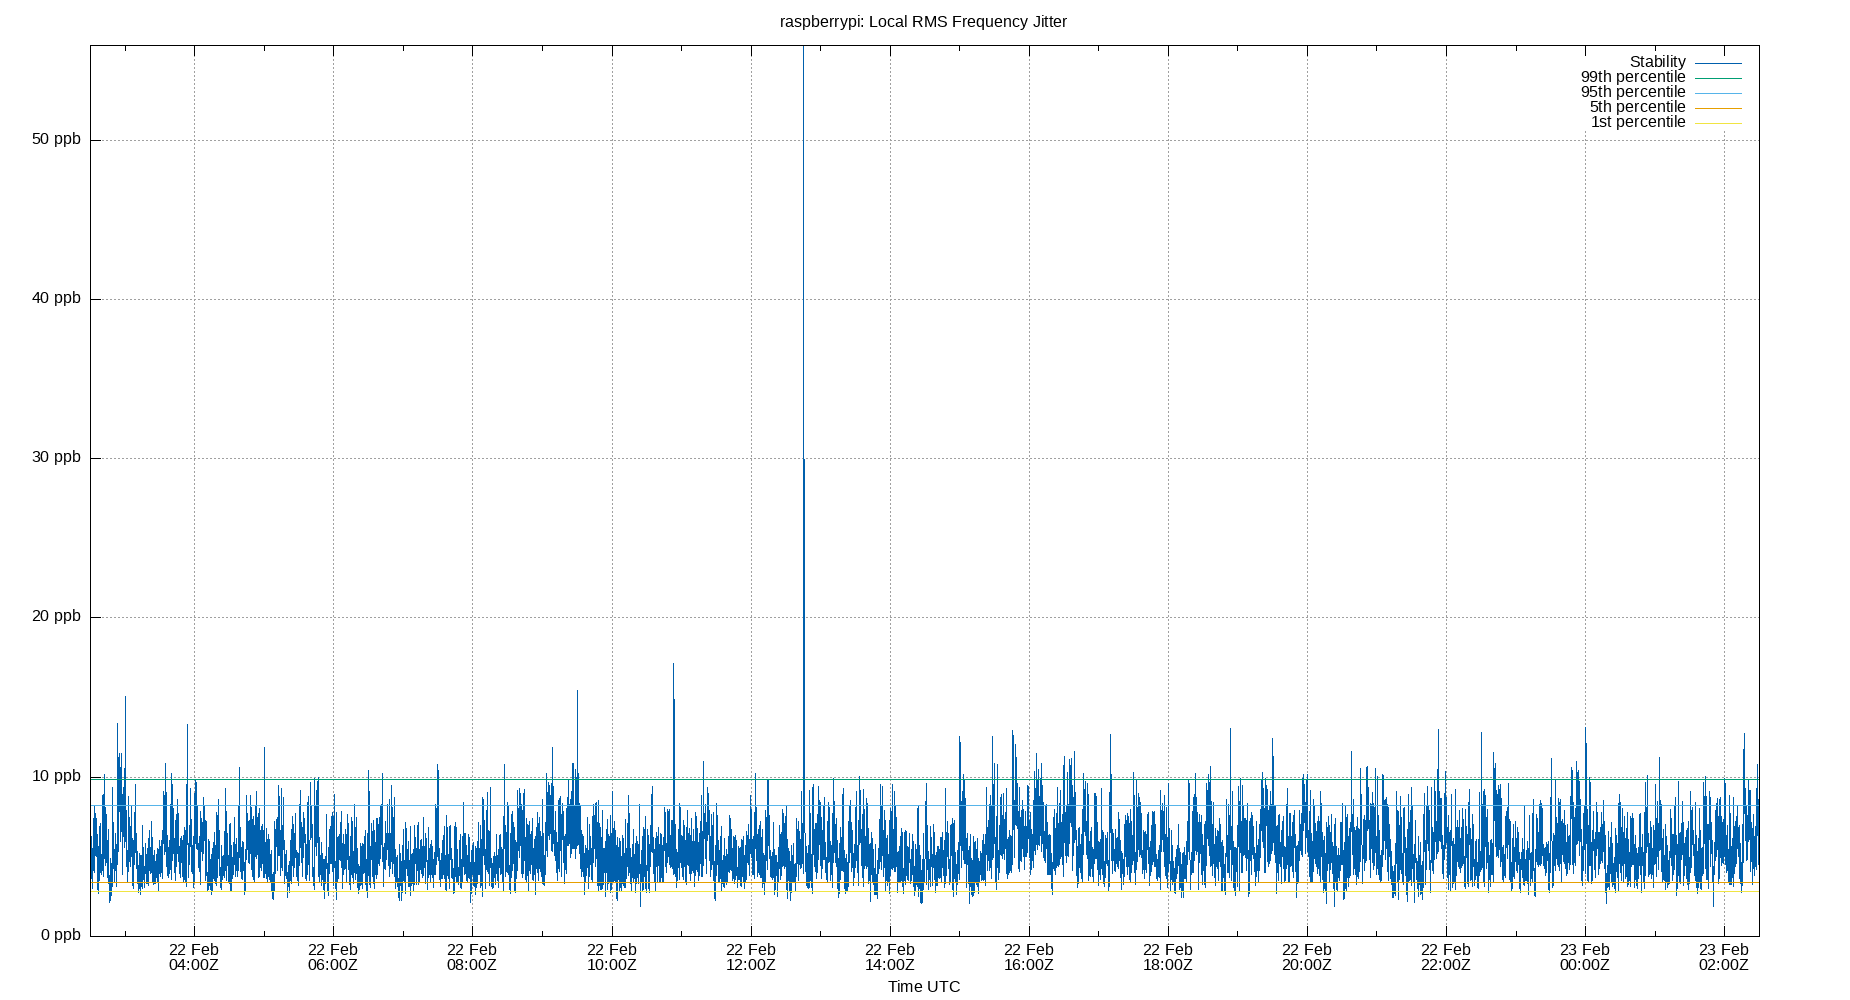 raspberrypi: Local RMS Frequency Jitter
Stability
99th percentile
95th percentile
5th percentile
1st percentile
50 ppb
40 ppb
30 ppb
20 ppb
10 ppb
0 ppb
22 Feb 22 Feb 22 Feb 22 Feb 22 Feb 22 Feb 22 Feb 22 Feb 22 Feb 22 Feb 23 Feb 23 Feb
04:00Z 06:00Z 08:00Z 10:00Z 12:00Z 14:00Z 16:00Z 18:00Z 20:00Z 22:00Z 00:00Z 02:00Z
Time UTC